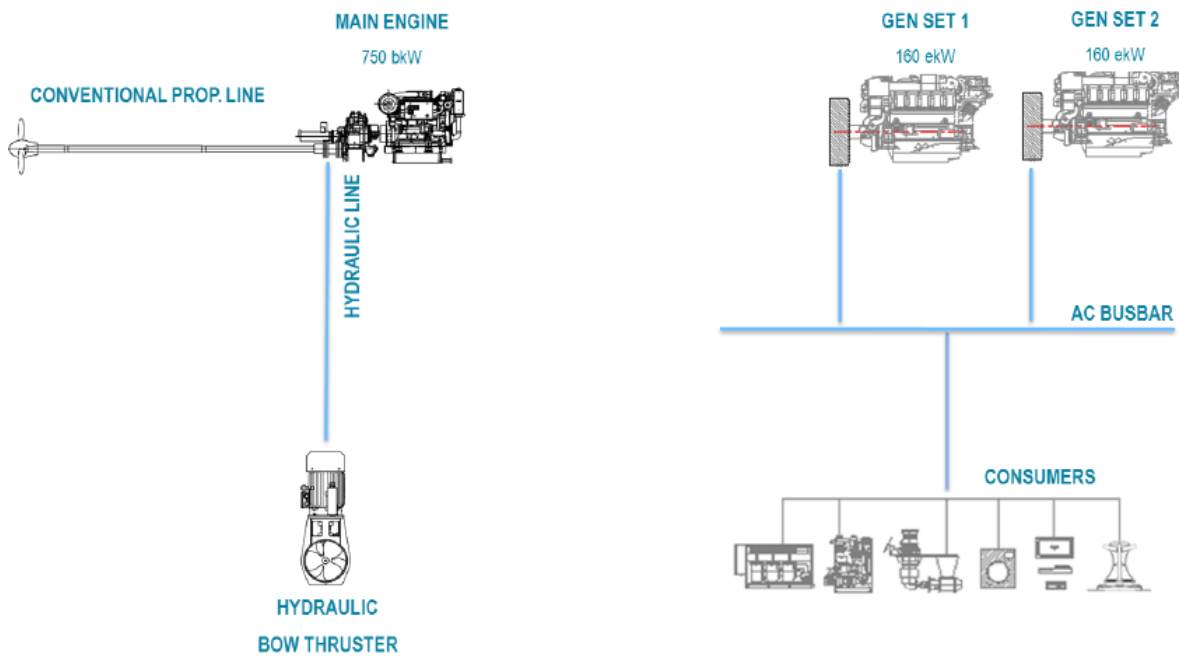 MAIN ENGINE
750 bkW
GEN SET 1
160 ekW
GEN SET 2
160 ekW
CONVENTIONAL PROP. LINE
HYDRAULIC LINE
AC BUSBAR
CONSUMERS
HYDRAULIC
BOW THRUSTER